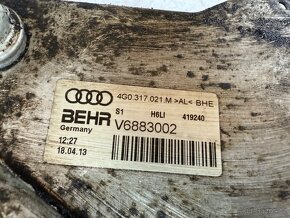 4G0.317 021.M >AL< BHE
BEHR S1 H6LI 419240
Germany V6883002
12:27
18.04.13